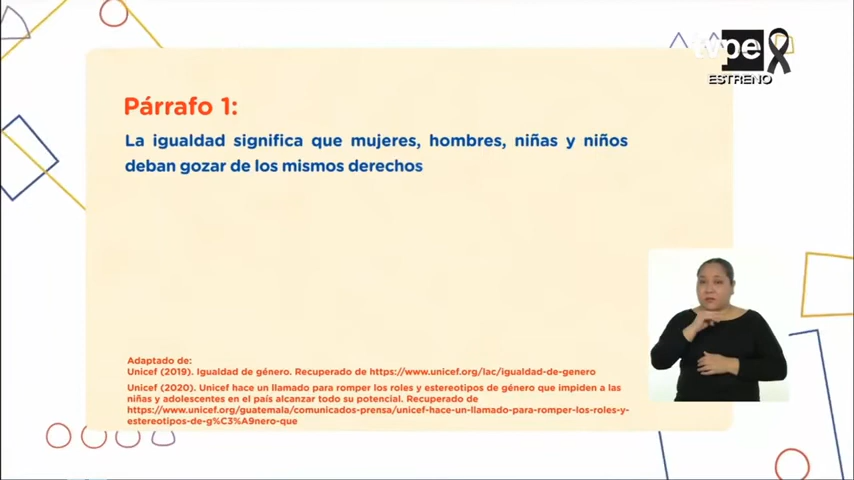 tvpe
ESTRENO
Párrafo 1:
La igualdad significa que mujeres, hombres, niñas y niños
deban gozar de los mismos derechos
Adaptado de:
Unicef (2019). Igualdad de género. Recuperado de https://www.unicef.org/lac/igualdad-de-genero
Unicef (2020). Unicef hace un llamado para romper los roles y estereotipos de género que impiden a las
niñas y adolescentes en el país alcanzar todo su potencial. Recuperado de
https://www.unicef.org/guatemala/comunicados-prensa/unicef-hace-un-llamado-para-romper-los-roles-y-
estereotipos-de-g%C3%A9nero-que